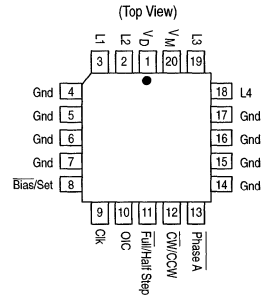 (Top View)
L1 L2 VD VM L3
3 2 1 20 19
Gnd 4 18 L4
Gnd 5 17 Gnd
Gnd 6 16 Gnd
Gnd 7 15 Gnd
Bias/Set 8 14 Gnd
9 10 11 12 13
Clk OIC Full/Half Step CW/CCW Phase A